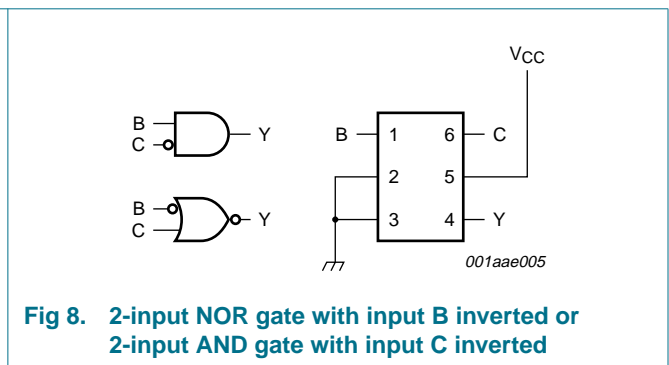 VCC
B
C
Y
B
C
Y
B
1
6
C
2
5
3
4
Y
001aae005
Fig 8. 2-input NOR gate with input B inverted or
2-input AND gate with input C inverted